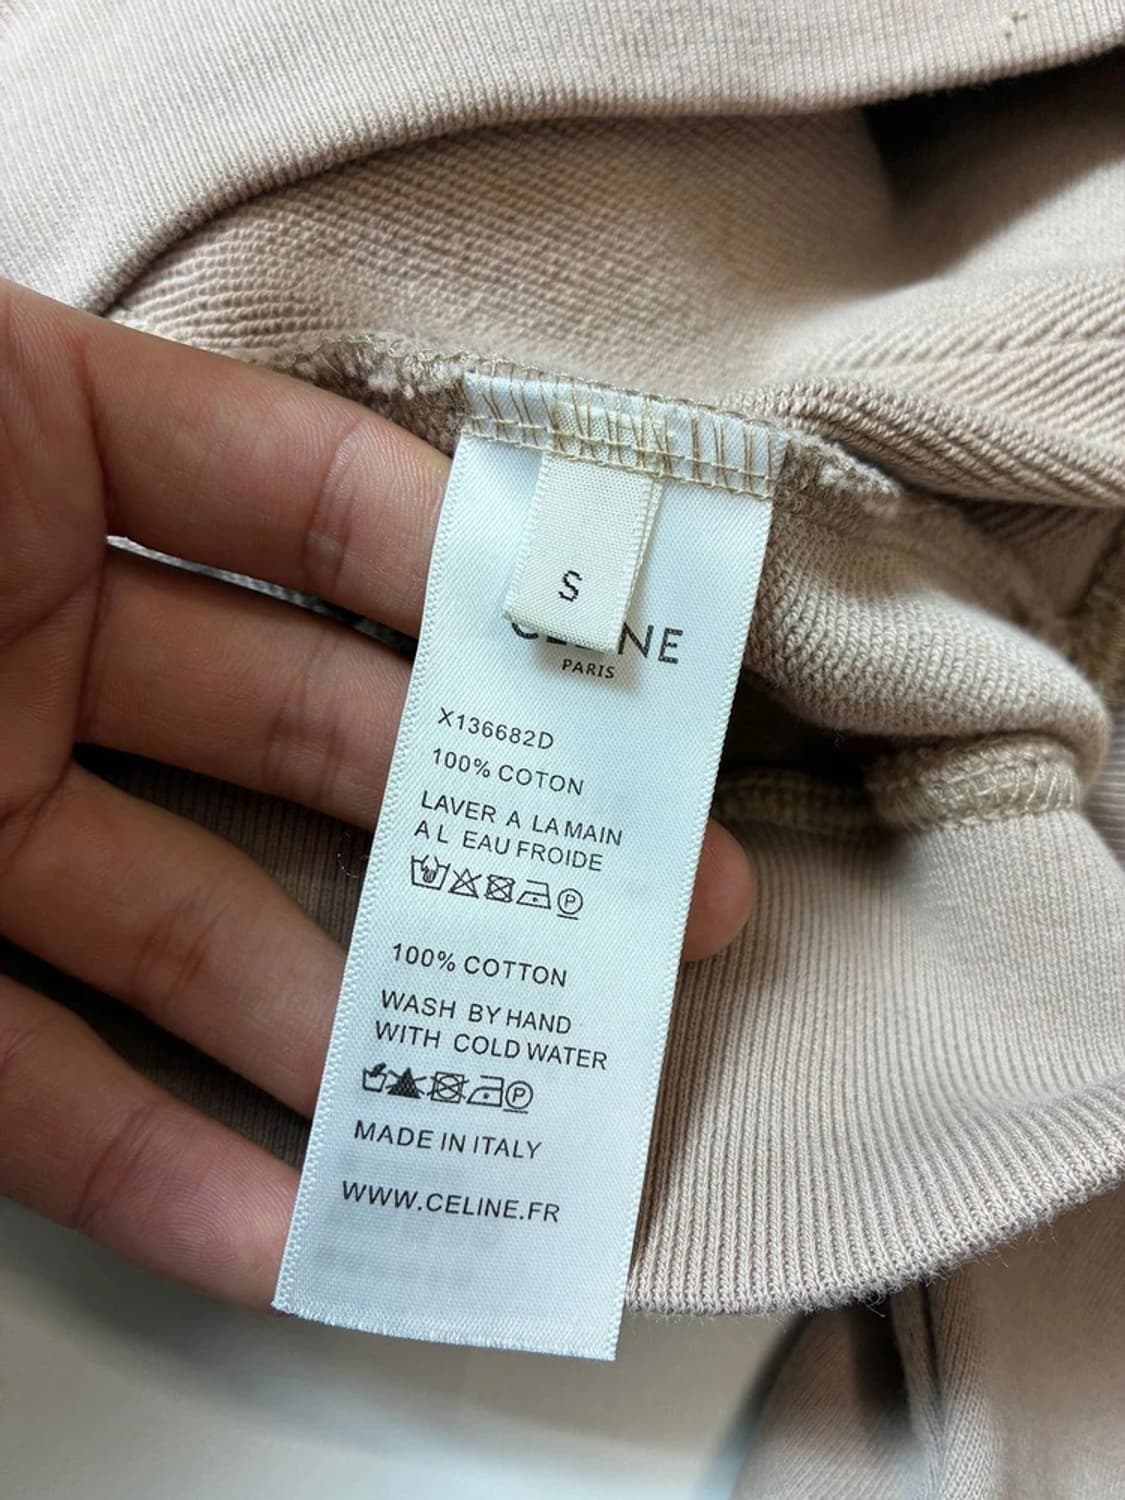 S
CELINE
PARIS
X136682D
100% COTON
LAVER A LA MAIN
A L EAU FROIDE
P
100% COTTON
WASH BY HAND
WITH COLD WATER
P
MADE IN ITALY
WWW.CELINE.FR